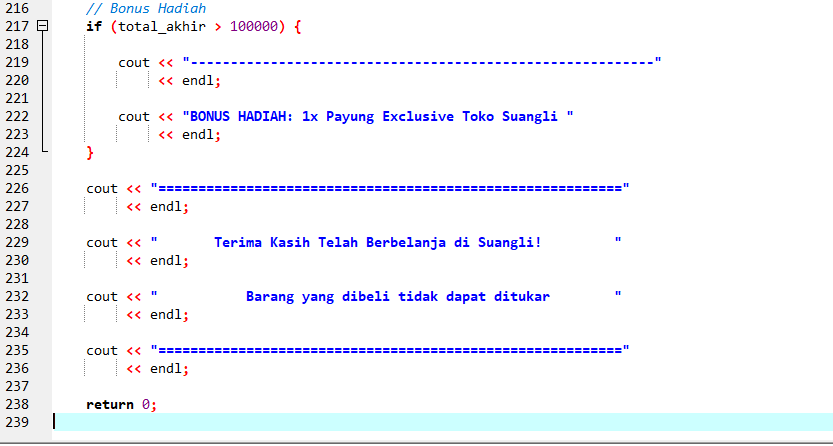 216 // Bonus Hadiah
217 if (total_akhir > 100000) {
218
219 cout << "----------------------------------------------------------"
220 << endl;
221
222 cout << "BONUS HADIAH: 1x Payung Exclusive Toko Suangli "
223 << endl;
224 }
225
226 cout << "=========================================================="
227 << endl;
228
229 cout << "       Terima Kasih Telah Berbelanja di Suangli!         "
230 << endl;
231
232 cout << "           Barang yang dibeli tidak dapat ditukar        "
233 << endl;
234
235 cout << "=========================================================="
236 << endl;
237
238 return 0;
239